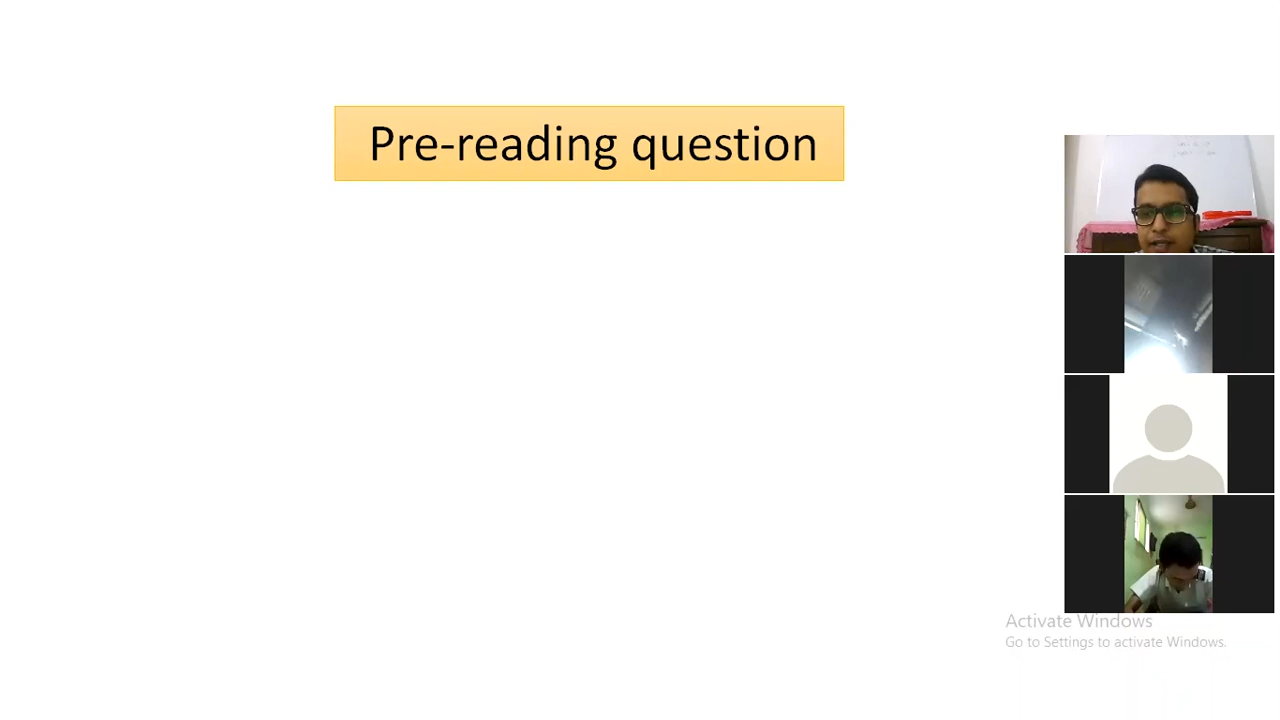 Pre-reading question
Activate Windows
Go to Settings to activate Windows.